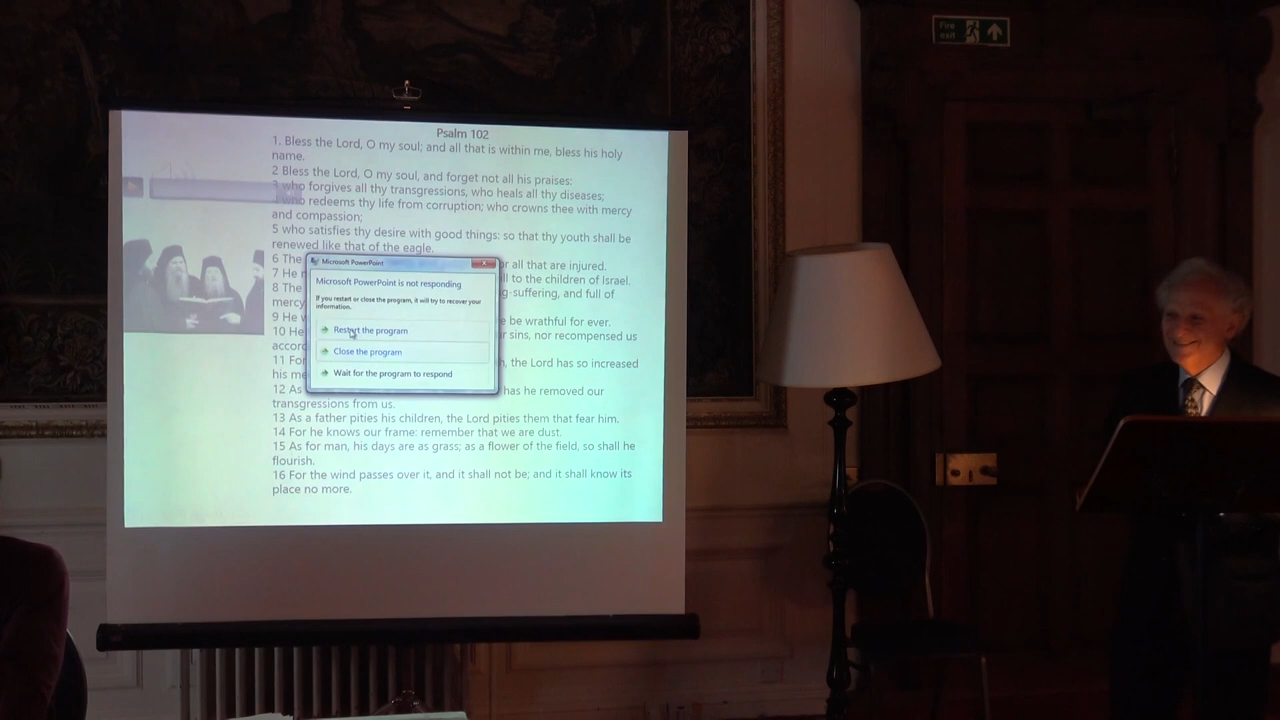 Fire
exit
Psalm 102
1. Bless the Lord, O my soul; and all that is within me, bless his holy
name.
2 Bless the Lord, O my soul, and forget not all his praises:
3 who forgives all thy transgressions, who heals all thy diseases;
who redeems thy life from corruption; who crowns thee with mercy
and compassion;
5 who satisfies thy desire with good things: so that thy youth shall be
renewed like that of the eagle.
6 The or all that are injured.
7 He to the children of Israel.
8 The suffering, and full of
mercy
9 He be wrathful for ever.
10 He sins, nor recompensed us
accord
11 For the Lord has so increased
his me
12 As has he removed our
transgressions from us.
13 As a father pities his children, the Lord pities them that fear him.
14 For he knows our frame: remember that we are dust.
15 As for man, his days are as grass; as a flower of the field, so shall he
flourish.
16 For the wind passes over it, and it shall not be; and it shall know its
place no more.
Microsoft PowerPoint
Microsoft PowerPoint is not responding
If you restart or close the program, it will try to recover your
information.
Restart the program
Close the program
Wait for the program to respond